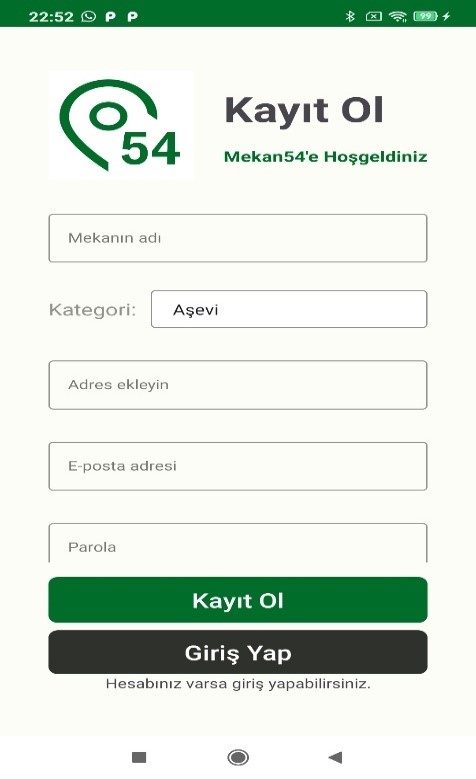 22:52 P P 99
54
Kayıt Ol
Mekan54'e Hoşgeldiniz
Mekanın adı
Kategori: Aşevi
Adres ekleyin
E-posta adresi
Parola
Kayıt Ol
Giriş Yap
Hesabınız varsa giriş yapabilirsiniz.